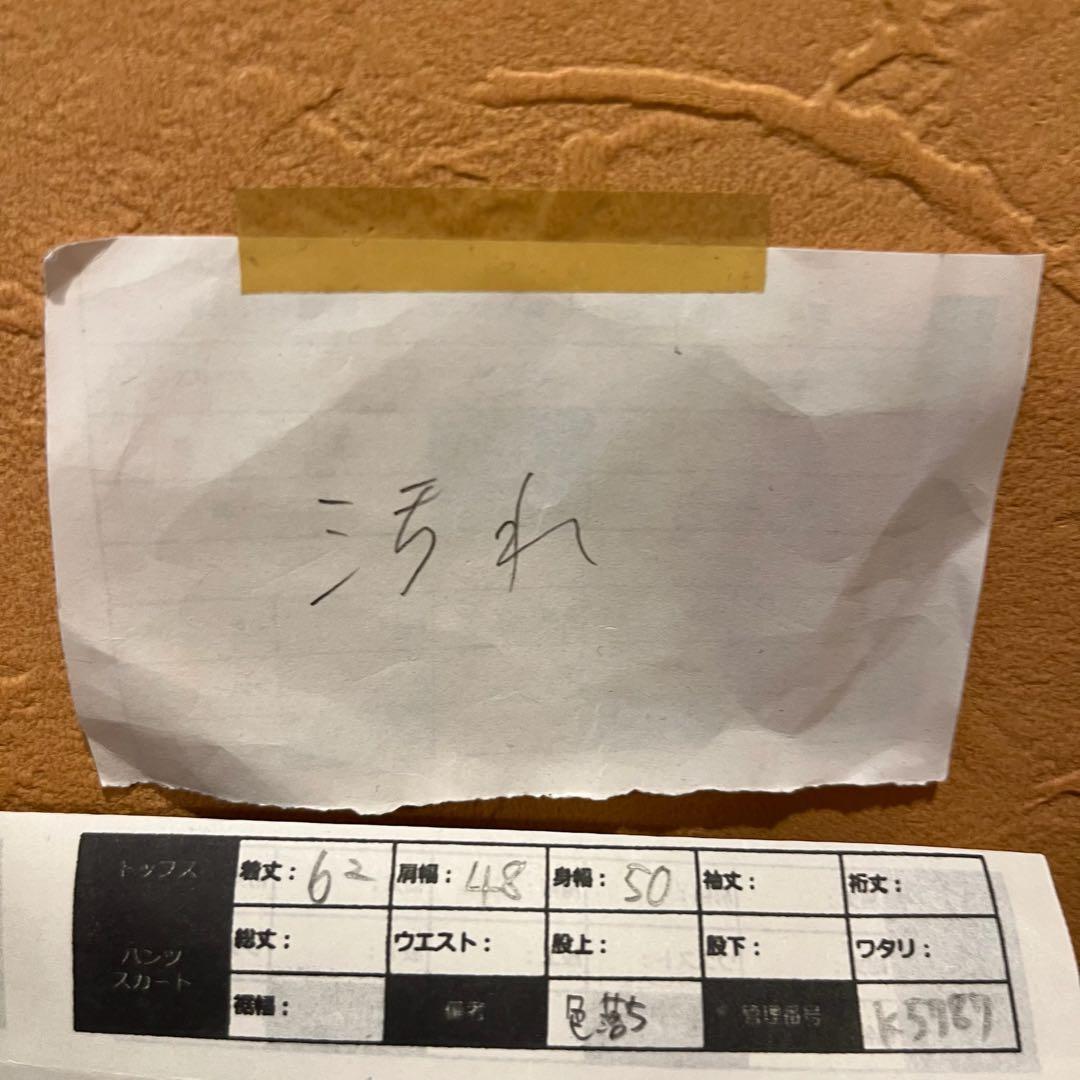 汚れ
トップス 着丈：62 肩幅：48 身幅：50 袖丈： 裄丈：
パンツ スカート 総丈： ウエスト： 股上： 股下： ワタリ：
裾幅： 備考 色落ち 管理番号 K5787